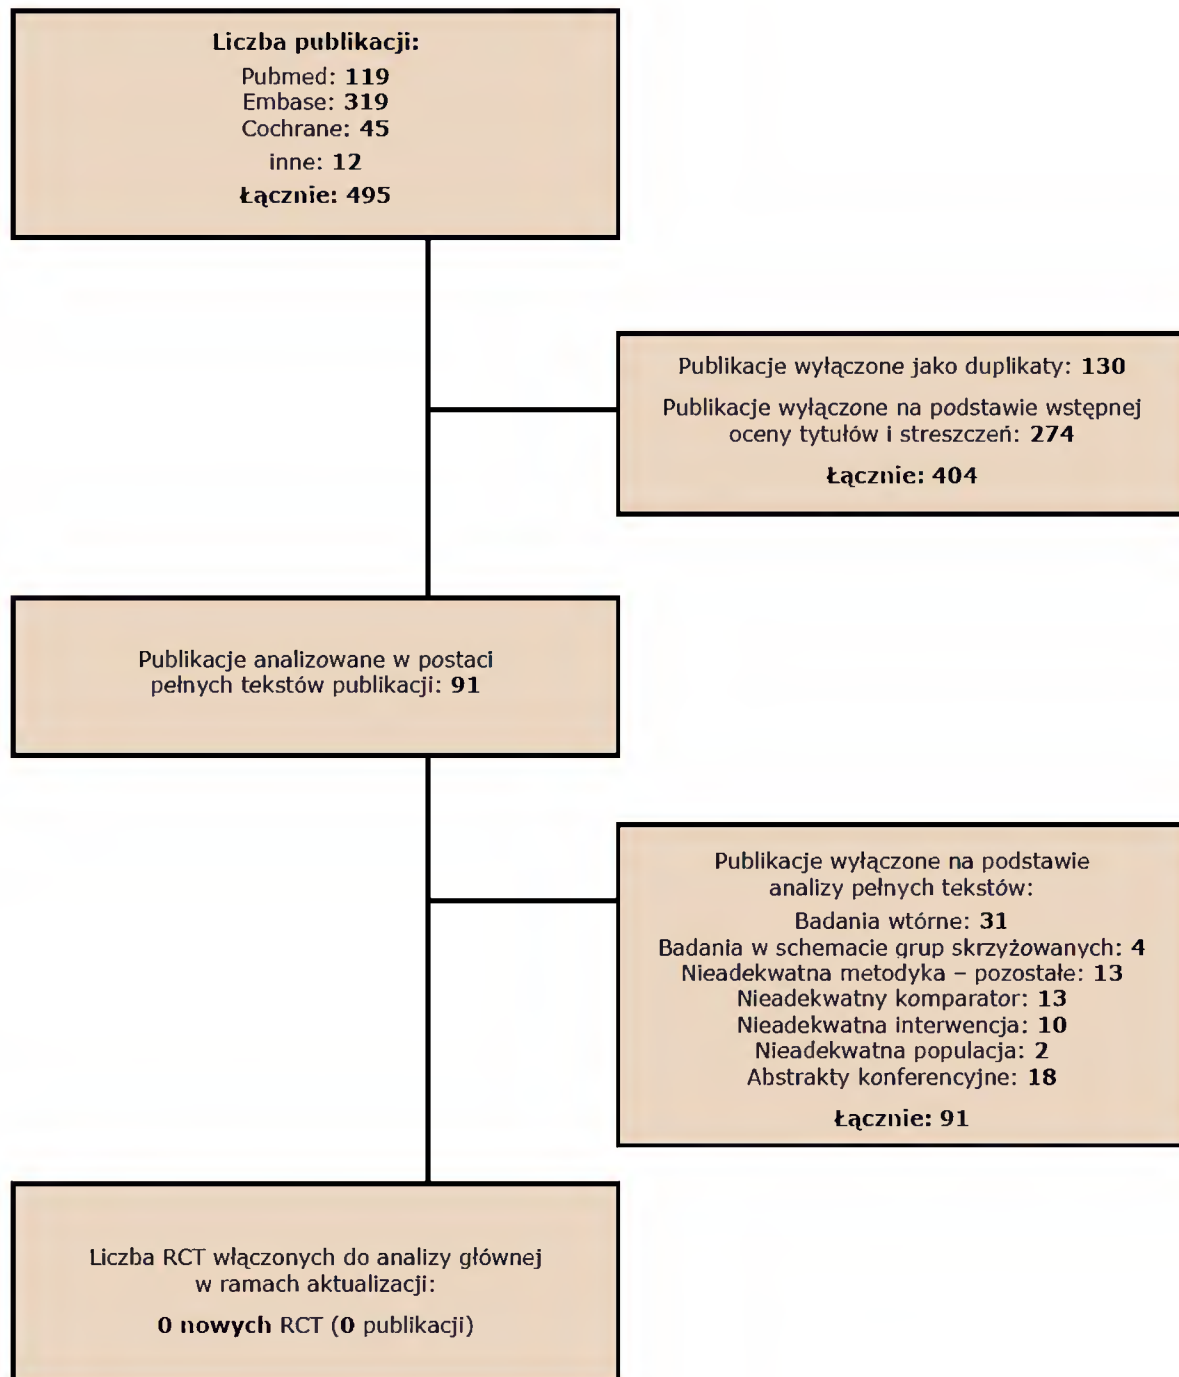 Liczba publikacji:
Pubmed: 119
Embase: 319
Cochrane: 45
inne: 12
Łącznie: 495
Publikacje wyłączone jako duplikaty: 130
Publikacje wyłączone na podstawie wstępnej
oceny tytułów i streszczeń: 274
Łącznie: 404
Publikacje analizowane w postaci
pełnych tekstów publikacji: 91
Publikacje wyłączone na podstawie
analizy pełnych tekstów:
Badania wtórne: 31
Badania w schemacie grup skrzyżowanych: 4
Nieadekwatna metodyka – pozostałe: 13
Nieadekwatny komparator: 13
Nieadekwatna interwencja: 10
Nieadekwatna populacja: 2
Abstrakty konferencyjne: 18
Łącznie: 91
Liczba RCT włączonych do analizy głównej
w ramach aktualizacji:
0 nowych RCT (0 publikacji)